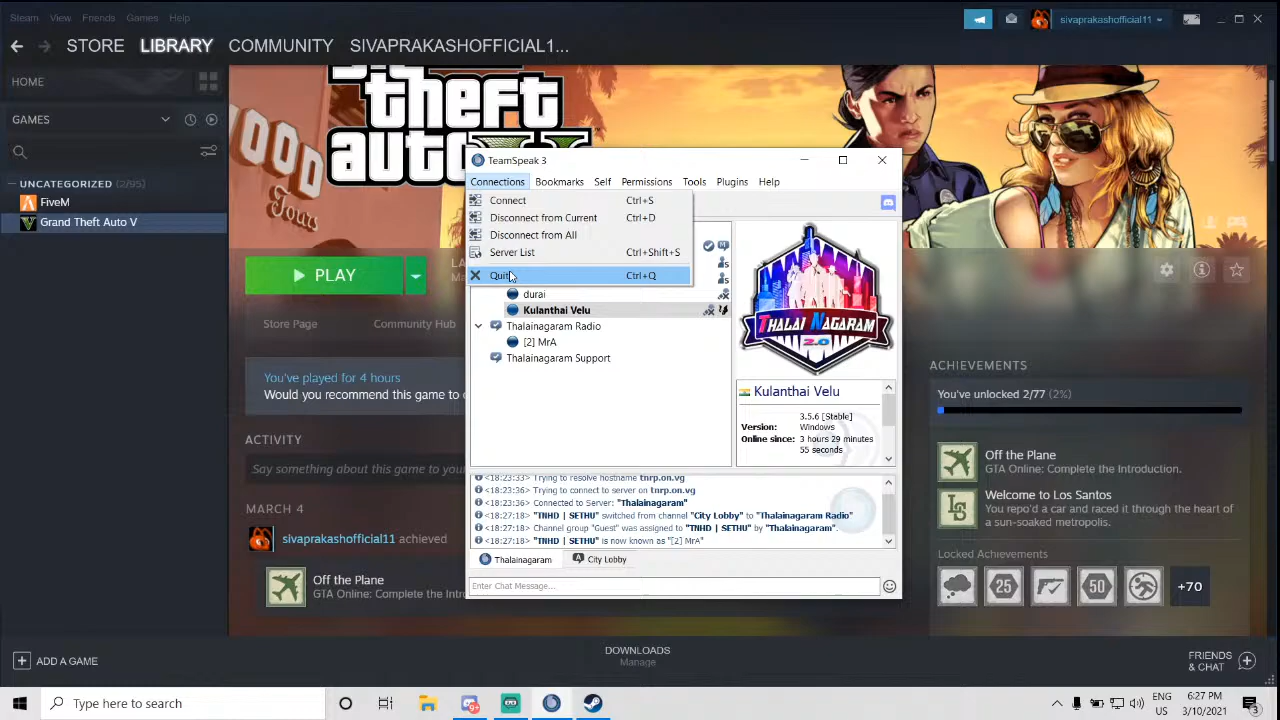 Steam View Friends Games Help
sivaprakashofficial11
STORE LIBRARY COMMUNITY SIVAPRAKASHOFFICIAL1...
HOME
GAMES
UNCATEGORIZED (2/95)
FiveM
Grand Theft Auto V
theft
auto
TeamSpeak 3
Connections Bookmarks Self Permissions Tools Plugins Help
Connect Ctrl+S
Disconnect from Current Ctrl+D
Disconnect from All
Server List Ctrl+Shift+S
Quit Ctrl+Q
durai
Kulanthai Velu
Thalainagaram Radio
[2] MrA
Thalainagaram Support
THALAI NAGARAM
2.0
Kulanthai Velu
3.5.6 [Stable]
Version: Windows
Online since: 3 hours 29 minutes
55 seconds
<18:23:33> Trying to resolve hostname tnrp.on.vg
<18:23:36> Trying to connect to server on tnrp.on.vg
<18:23:36> Connected to Server: "Thalainagaram"
<18:27:18> "TNHD | SETHU" switched from channel "City Lobby" to "Thalainagaram Radio"
<18:27:18> Channel group "Guest" was assigned to "TNHD | SETHU" by "Thalainagaram".
<18:27:18> "TNHD | SETHU" is now known as "[2] MrA"
Thalainagaram City Lobby
Enter Chat Message...
PLAY
LA
Store Page Community Hub
You've played for 4 hours
Would you recommend this game to
ACTIVITY
Say something about this game to your
MARCH 4
sivaprakashofficial11 achieved
Off the Plane
GTA Online: Complete the Intro
ACHIEVEMENTS
You've unlocked 2/77 (2%)
Off the Plane
GTA Online: Complete the Introduction.
Welcome to Los Santos
You rep'd a car and raced it through the heart of
a sun-soaked metropolis.
Locked Achievements
25 50 +70
ADD A GAME
DOWNLOADS
Manage
FRIENDS
& CHAT
Type here to search
ENG
US
6:27 PM
3/10/2021
3